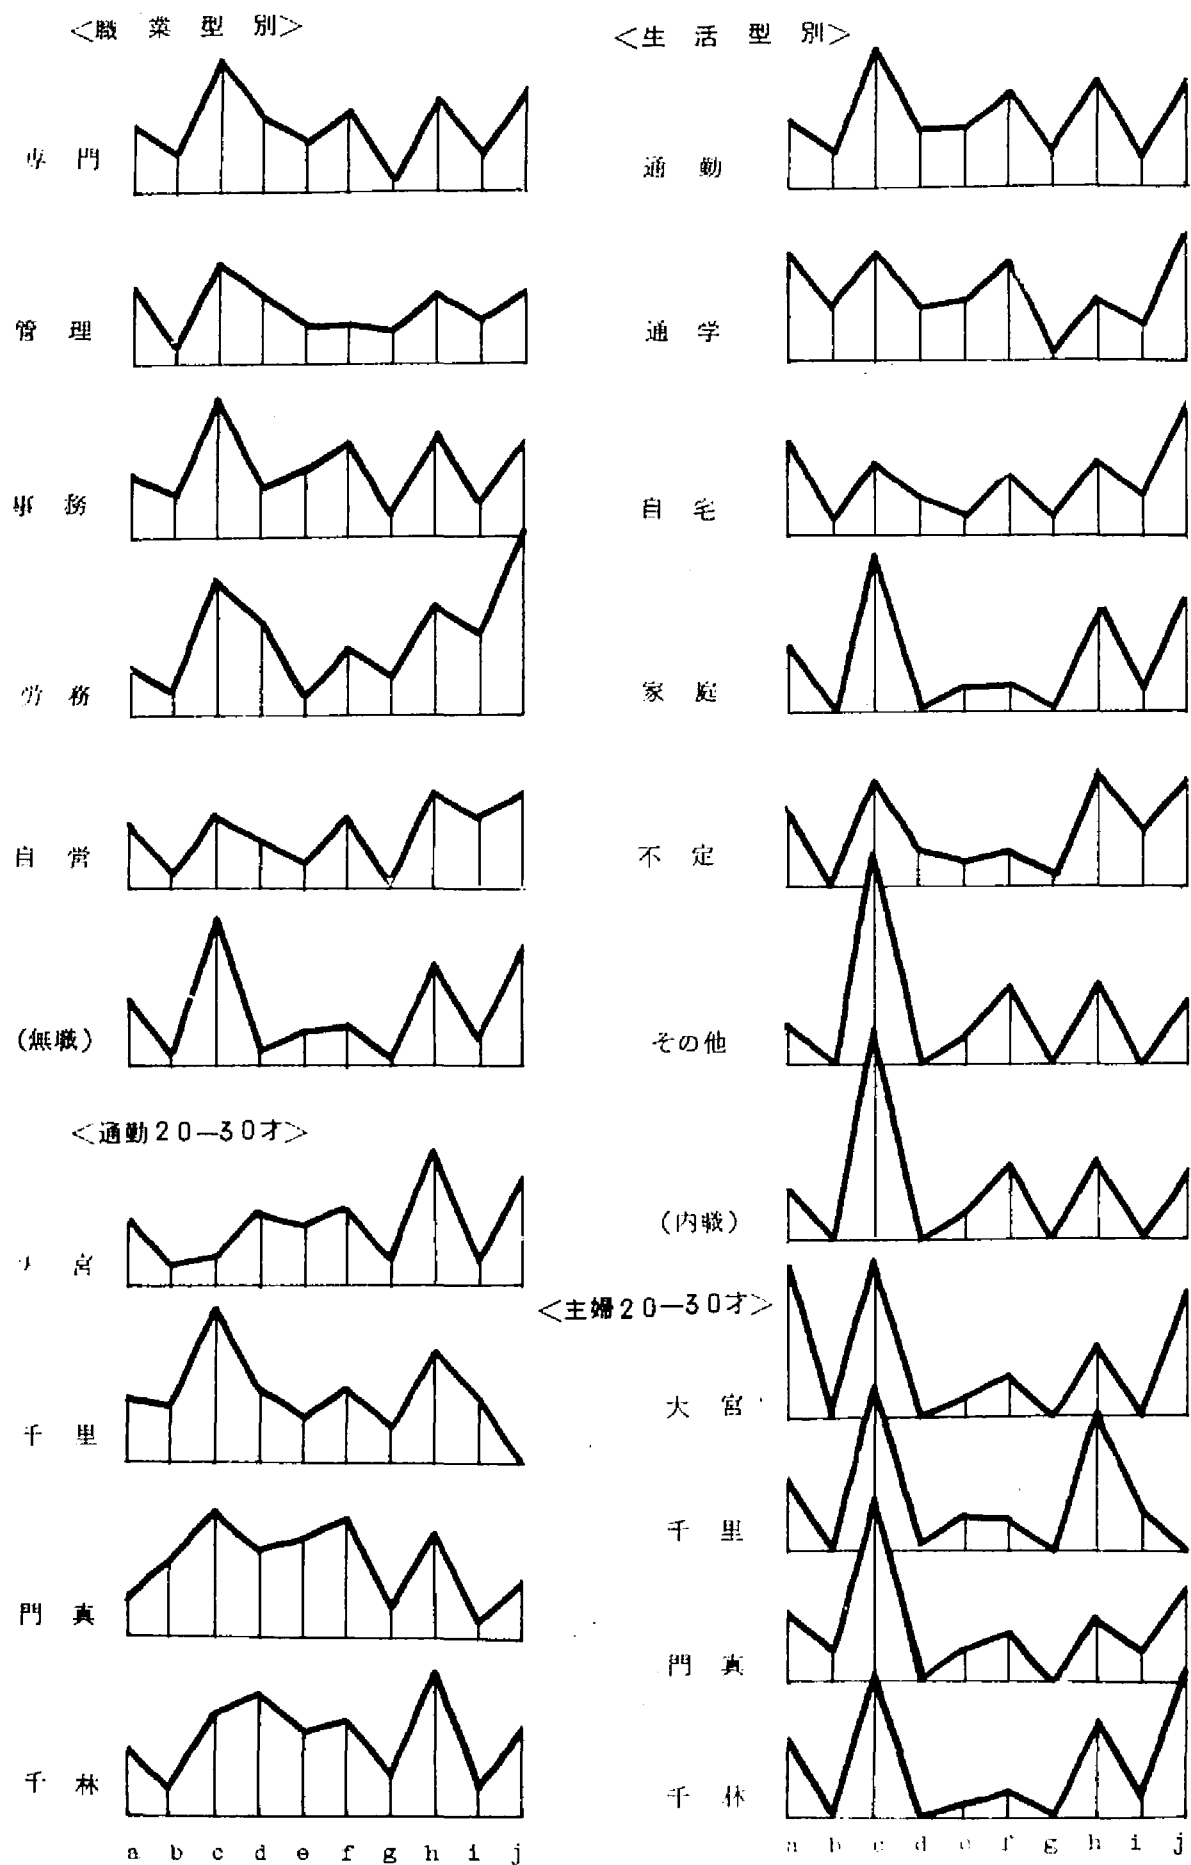 <職業型別>
専門
管理
事務
労務
自営
(無職)
<通勤20—30才>
大宮
千里
門真
千林
a b c d e f g h i j
<生活型別>
通勤
通学
自宅
家庭
不定
その他
(内職)
<主婦20—30才>
大宮
千里
門真
千林
a b c d e f g h i j